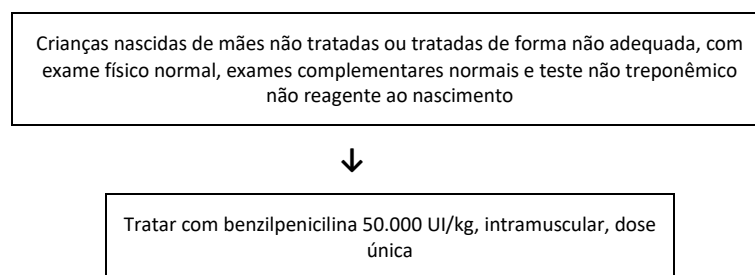 Crianças nascidas de mães não tratadas ou tratadas de forma não adequada, com
exame físico normal, exames complementares normais e teste não treponêmico
não reagente ao nascimento
Tratar com benzilpenicilina 50.000 UI/kg, intramuscular, dose
única